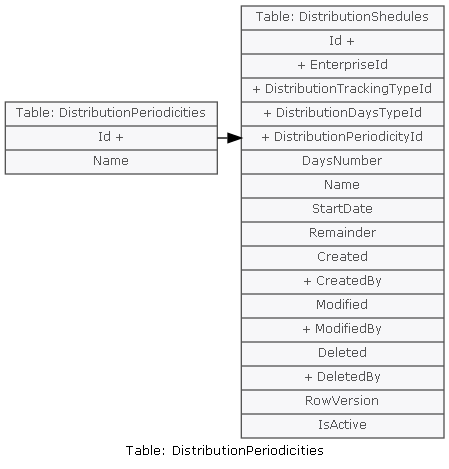 Table: DistributionPeriodicities
Id +
Name
Table: DistributionShedules
Id +
+ EnterpriseId
+ DistributionTrackingTypeId
+ DistributionDaysTypeId
+ DistributionPeriodicityId
DaysNumber
Name
StartDate
Remainder
Created
+ CreatedBy
Modified
+ ModifiedBy
Deleted
+ DeletedBy
RowVersion
IsActive
Table: DistributionPeriodicities